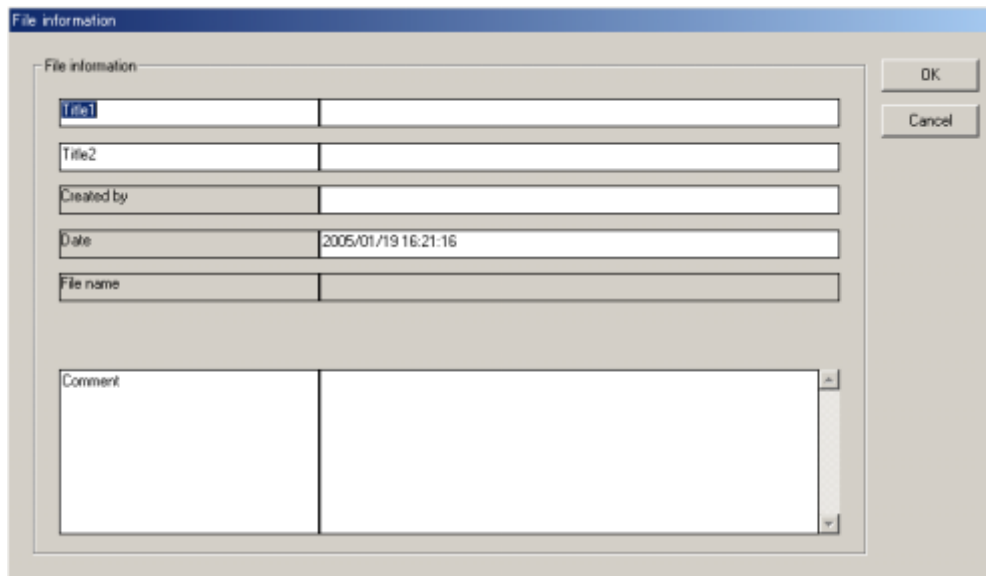 File information
File information
OK
Title1
Cancel
Title2
Created by
Date 2005/01/19 16:21:16
File name
Comment